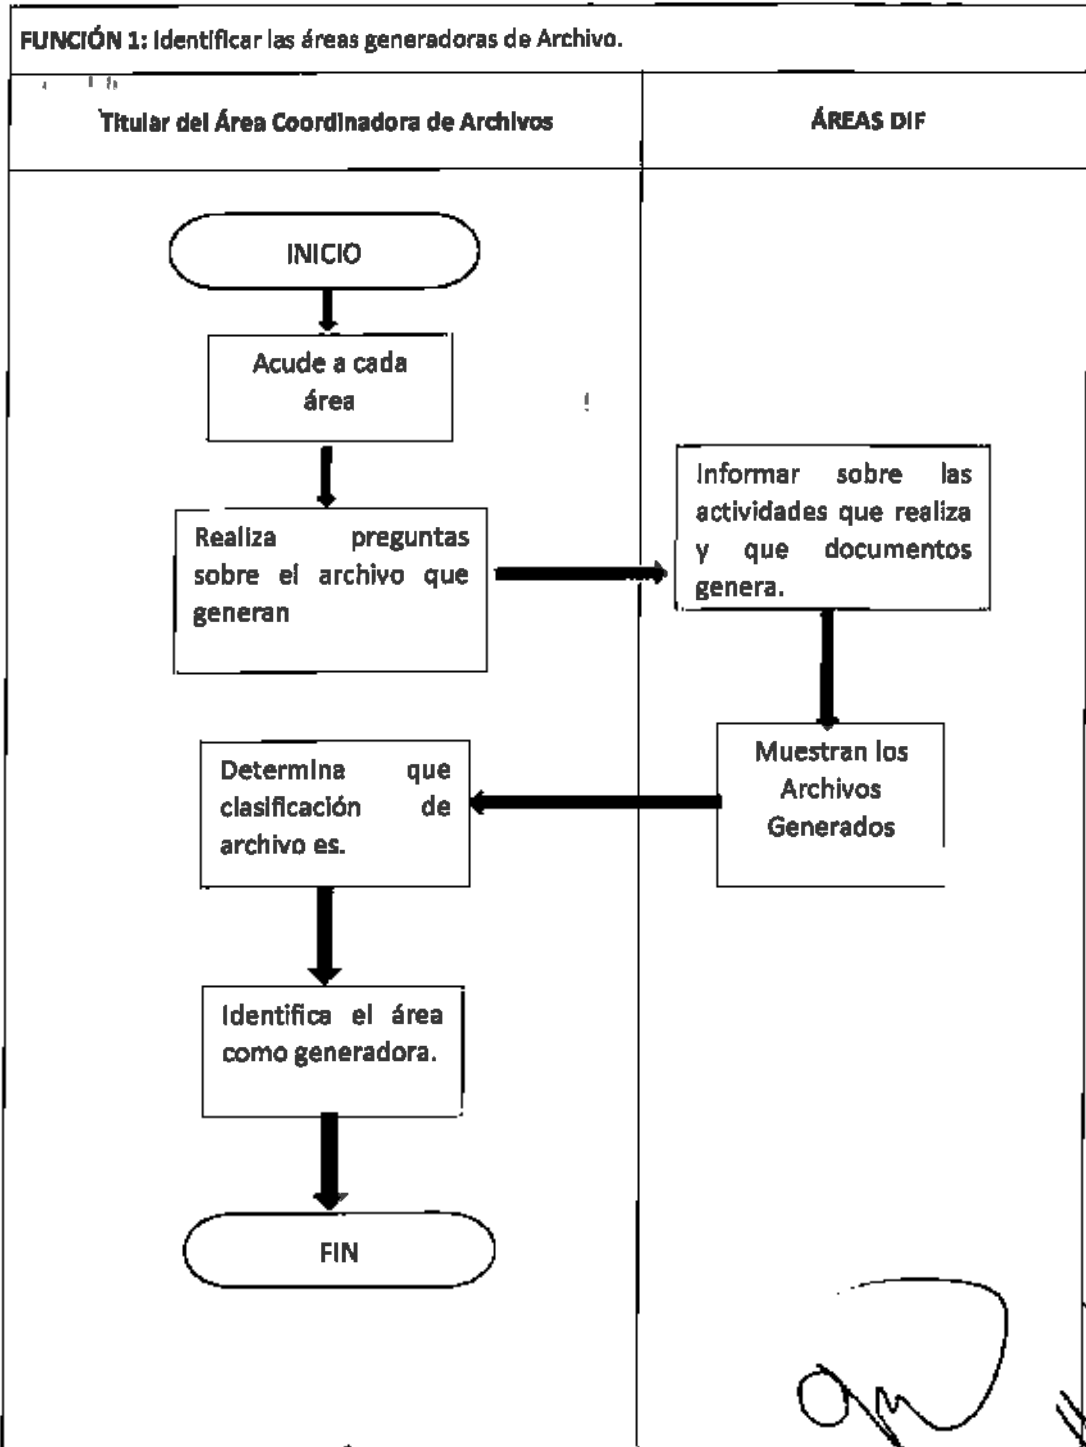 FUNCIÓN 1: Identificar las áreas generadoras de Archivo.
Titular del Área Coordinadora de Archivos
ÁREAS DIF
INICIO
Acude a cada
área
Realiza preguntas
sobre el archivo que
generan
Informar sobre las
actividades que realiza
y que documentos
genera.
Muestran los
Archivos
Generados
Determina que
clasificación de
archivo es.
Identifica el área
como generadora.
FIN